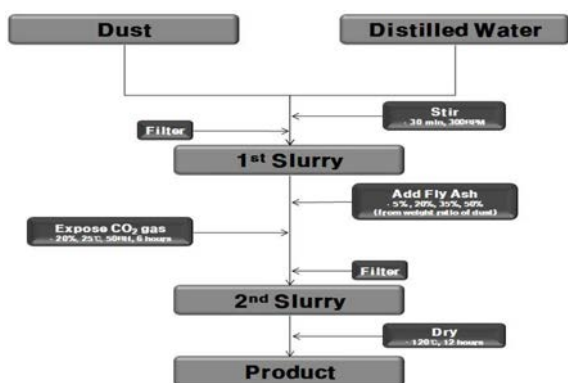 Dust
Distilled Water
Stir
- 30 min, 300RPM
Filter
1st Slurry
Add Fly Ash
- 5%, 20%, 35%, 50%
(from weight ratio of dust)
Expose CO2 gas
- 20%, 25℃, 50RH, 6 hours
Filter
2nd Slurry
Dry
- 120℃, 12 hours
Product